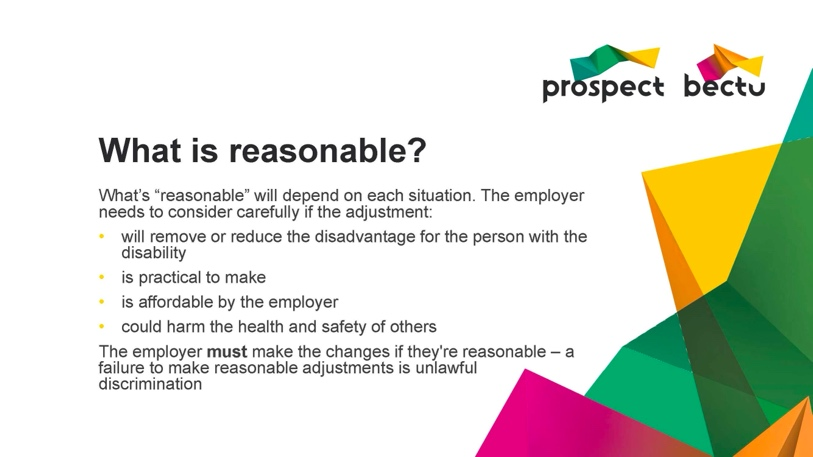 prospect bectu
What is reasonable?
What's “reasonable” will depend on each situation. The employer
needs to consider carefully if the adjustment:
• will remove or reduce the disadvantage for the person with the
disability
• is practical to make
• is affordable by the employer
• could harm the health and safety of others
The employer must make the changes if they're reasonable – a
failure to make reasonable adjustments is unlawful
discrimination